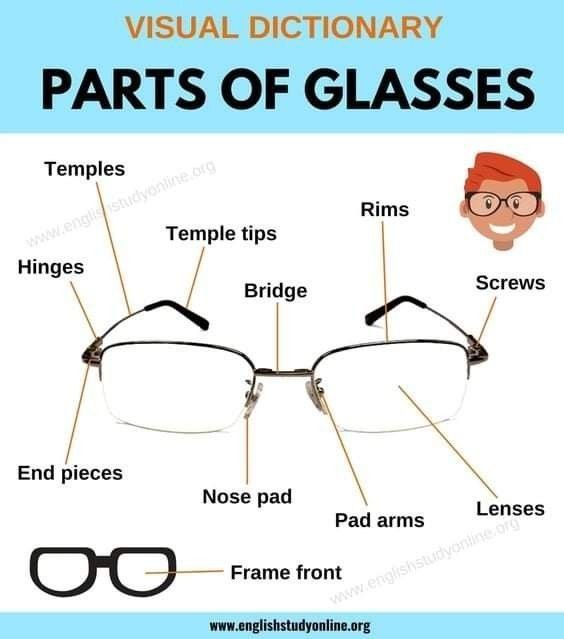 VISUAL DICTIONARY
PARTS OF GLASSES
Temples
www.englishstudyonline.org
Rims
Temple tips
Hinges
Bridge
Screws
End pieces
Nose pad
Pad arms
Lenses
www.englishstudyonline.org
Frame front
www.englishstudyonline.org